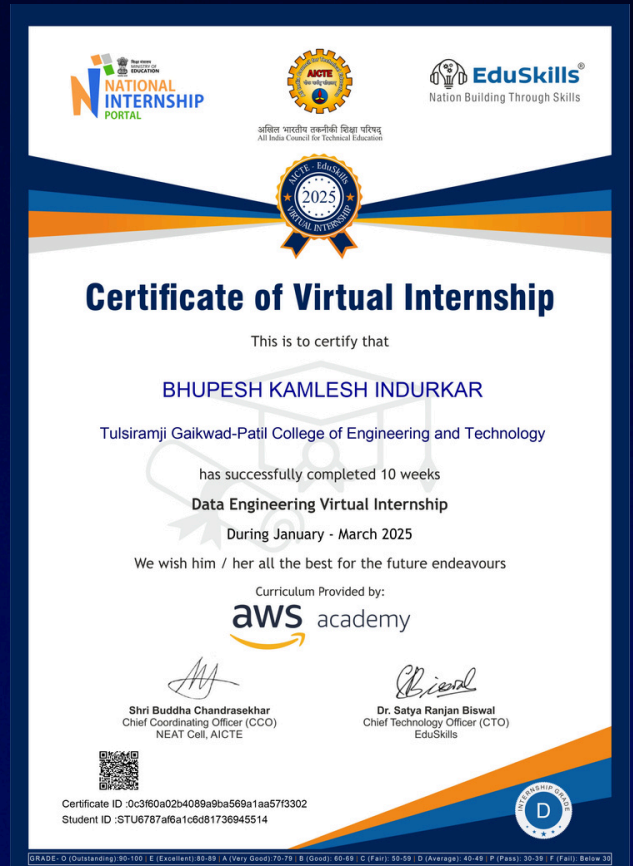 शिक्षा मंत्रालय
MINISTRY OF
EDUCATION
NATIONAL
INTERNSHIP
PORTAL
AICTE
अखिल भारतीय तकनीकी शिक्षा परिषद्
All India Council for Technical Education
EduSkills®
Nation Building Through Skills
AICTE - EduSkills
2025
VIRTUAL INTERNSHIP
Certificate of Virtual Internship
This is to certify that
BHUPESH KAMLESH INDURKAR
Tulsiramji Gaikwad-Patil College of Engineering and Technology
has successfully completed 10 weeks
Data Engineering Virtual Internship
During January - March 2025
We wish him / her all the best for the future endeavours
Curriculum Provided by:
aws academy
Shri Buddha Chandrasekhar
Chief Coordinating Officer (CCO)
NEAT Cell, AICTE
Dr. Satya Ranjan Biswal
Chief Technology Officer (CTO)
EduSkills
Certificate ID :0c3f60a02b4089a9ba569a1aa57f3302
Student ID :STU6787af6a1c6d81736945514
INTERNSHIP GRADE
D
GRADE- O (Outstanding):90-100 | E (Excellent):80-89 | A (Very Good):70-79 | B (Good): 60-69 | C (Fair): 50-59 | D (Average): 40-49 | P (Pass): 30-39 | F (Fail): Below 30